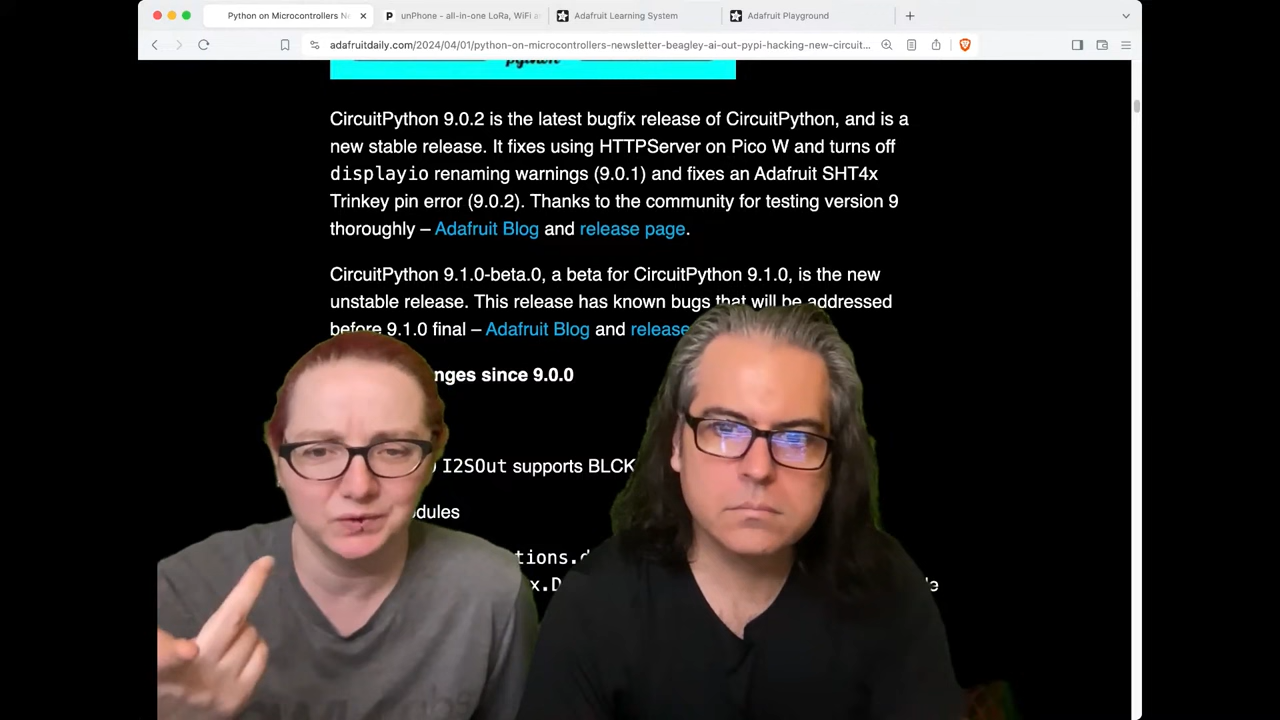 Python on Microcontrollers N
unPhone - all-in-one LoRa, WiFi a
Adafruit Learning System
Adafruit Playground
adafruitdaily.com/2024/04/01/python-on-microcontrollers-newsletter-beagley-ai-out-pypi-hacking-new-circuit...
python
CircuitPython 9.0.2 is the latest bugfix release of CircuitPython, and is a
new stable release. It fixes using HTTPServer on Pico W and turns off
displayio renaming warnings (9.0.1) and fixes an Adafruit SHT4x
Trinkey pin error (9.0.2). Thanks to the community for testing version 9
thoroughly – Adafruit Blog and release page.
CircuitPython 9.1.0-beta.0, a beta for CircuitPython 9.1.0, is the new
unstable release. This release has known bugs that will be addressed
before 9.1.0 final – Adafruit Blog and release
nges since 9.0.0
I2SOut supports BLCK
dules
tions.d
x.D